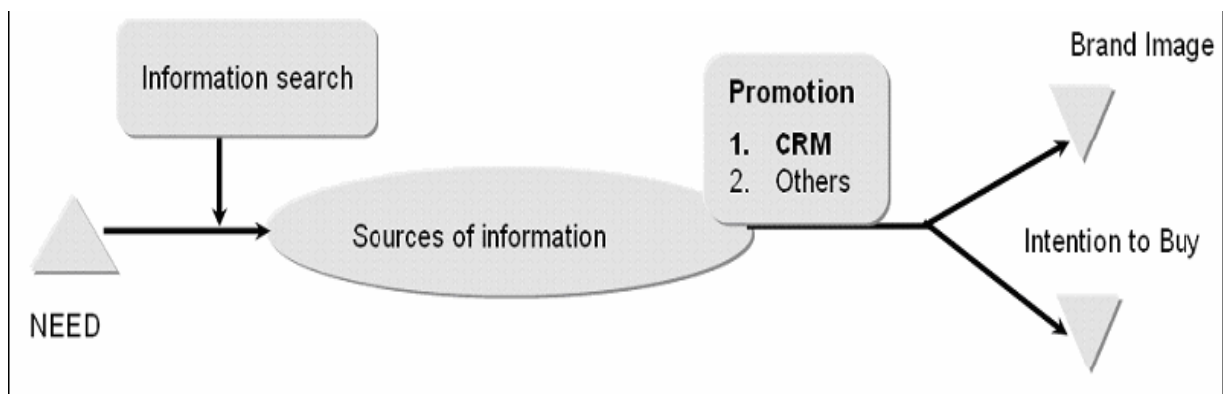 Information search
NEED
Sources of information
Promotion
1. CRM
2. Others
Brand Image
Intention to Buy